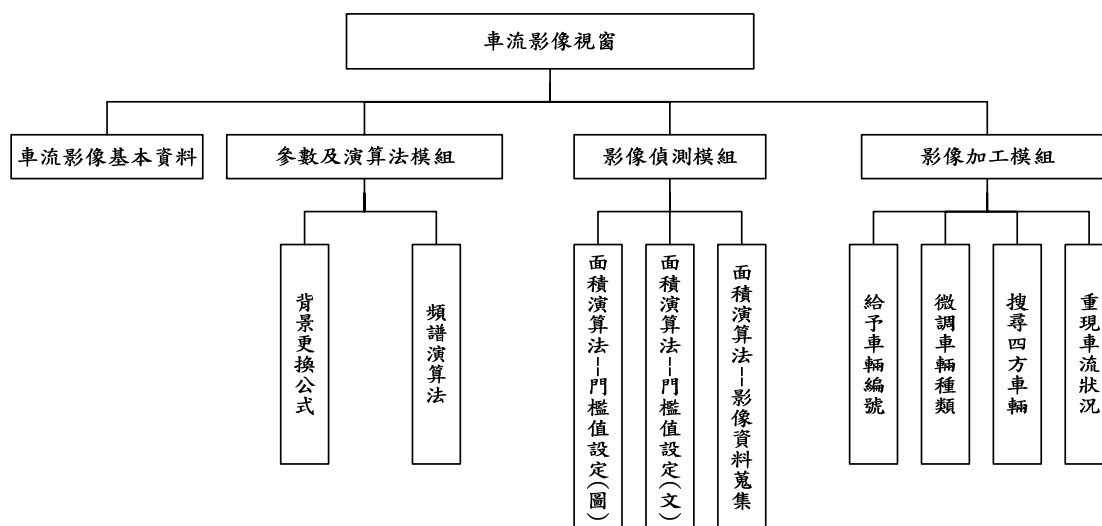 車流影像視窗
車流影像基本資料
參數及演算法模組
影像偵測模組
影像加工模組
背景更換公式
頻譜演算法
面積演算法--門檻值設定(圖)
面積演算法--門檻值設定(文)
面積演算法--影像資料蒐集
給予車輛編號
微調車輛種類
搜尋四方車輛
重現車流狀況